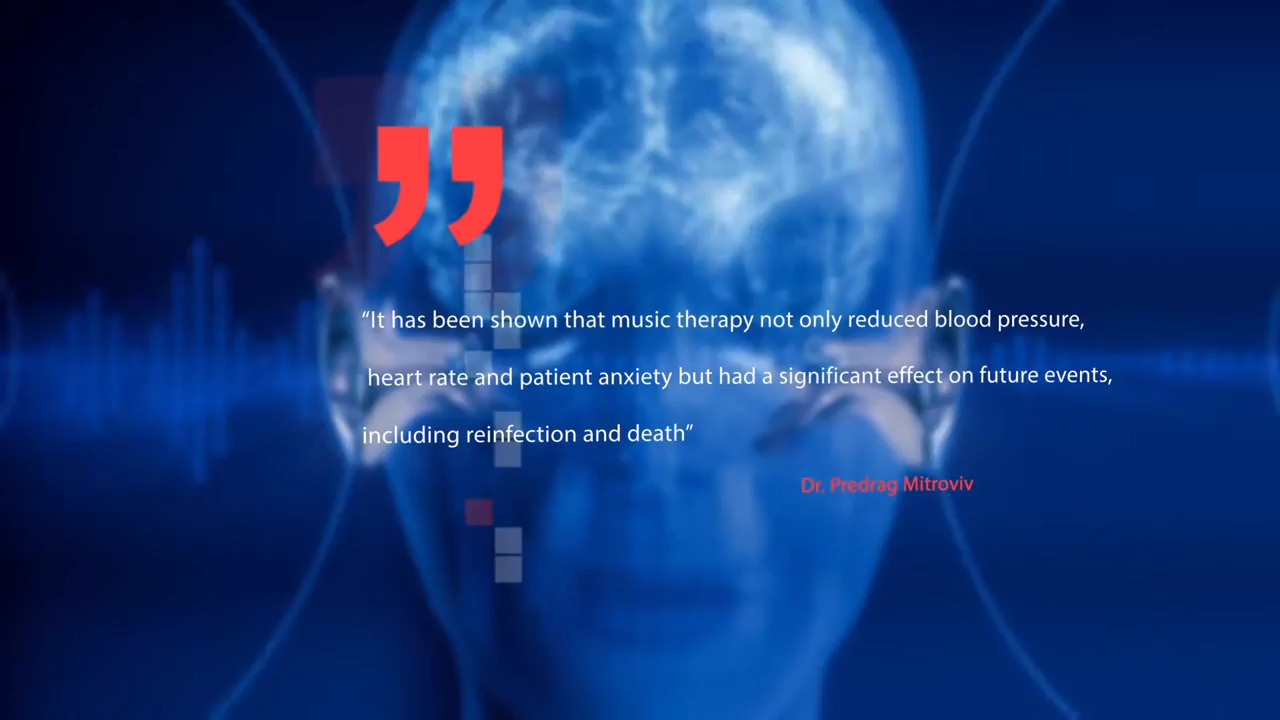 “It has been shown that music therapy not only reduced blood pressure,
heart rate and patient anxiety but had a significant effect on future events,
including reinfection and death”
Dr. Predrag Mitroviv